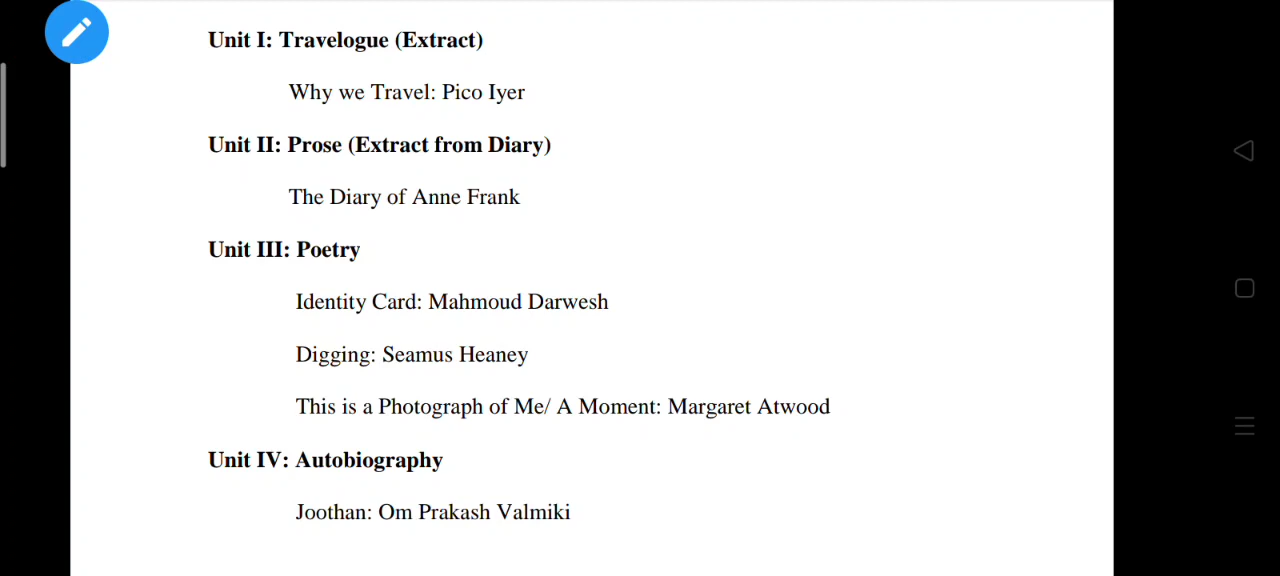 Unit I: Travelogue (Extract)
Why we Travel: Pico Iyer
Unit II: Prose (Extract from Diary)
The Diary of Anne Frank
Unit III: Poetry
Identity Card: Mahmoud Darwesh
Digging: Seamus Heaney
This is a Photograph of Me/ A Moment: Margaret Atwood
Unit IV: Autobiography
Joothan: Om Prakash Valmiki